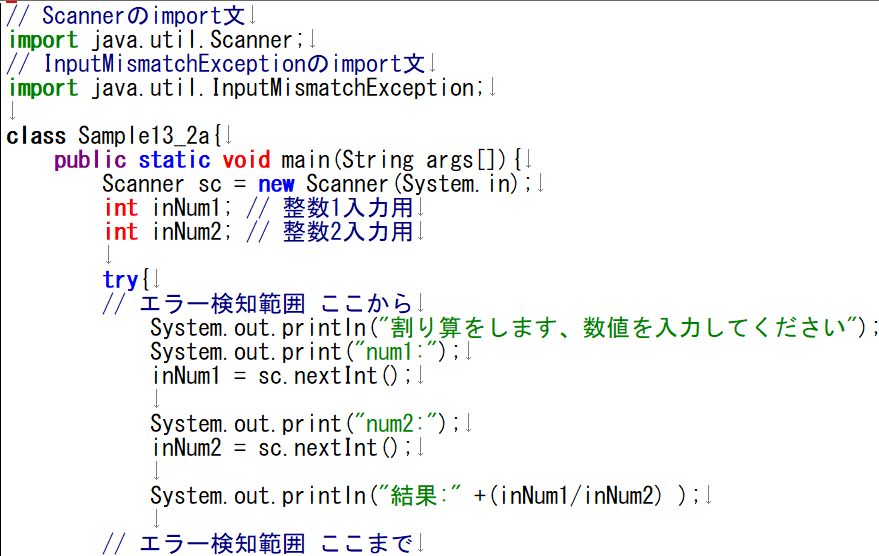 // Scannerのimport文↓
import java.util.Scanner;↓
// InputMismatchExceptionのimport文↓
import java.util.InputMismatchException;↓
↓
class Sample13_2a{↓
    public static void main(String args[]){↓
        Scanner sc = new Scanner(System.in);↓
        int inNum1; // 整数1入力用↓
        int inNum2; // 整数2入力用↓
        ↓
        try{↓
        // エラー検知範囲 ここから↓
            System.out.println("割り算をします、数値を入力してください");
            System.out.print("num1:");↓
            inNum1 = sc.nextInt();↓
            ↓
            System.out.print("num2:");↓
            inNum2 = sc.nextInt();↓
            ↓
            System.out.println("結果:" +(inNum1/inNum2) );↓
            ↓
        // エラー検知範囲 ここまで↓